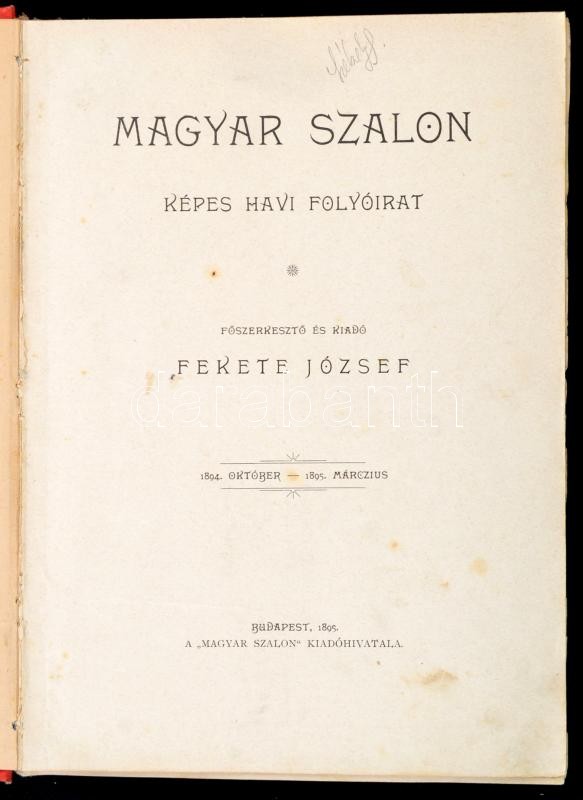 MAGYAR SZALON
KÉPES HAVI FOLYÓIRAT
FŐSZERKESZTŐ ÉS KIADÓ
FEKETE JÓZSEF
darabanth
1894. OKTÓBER — 1895. MÁRCZIUS
BUDAPEST, 1895.
A „MAGYAR SZALON“ KIADÓHIVATALA.